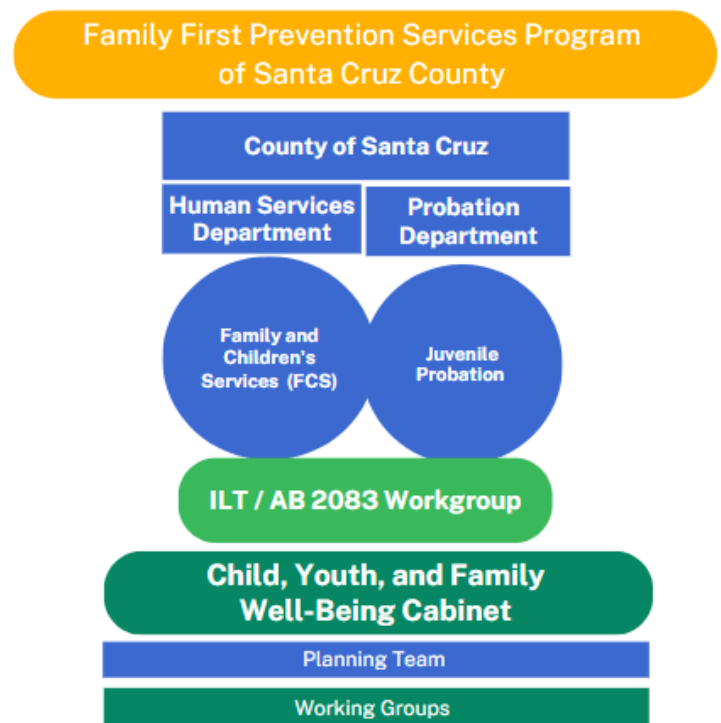 Family First Prevention Services Program
of Santa Cruz County
County of Santa Cruz
Human Services
Department
Probation
Department
Family and
Children's
Services (FCS)
Juvenile
Probation
ILT / AB 2083 Workgroup
Child, Youth, and Family
Well-Being Cabinet
Planning Team
Working Groups